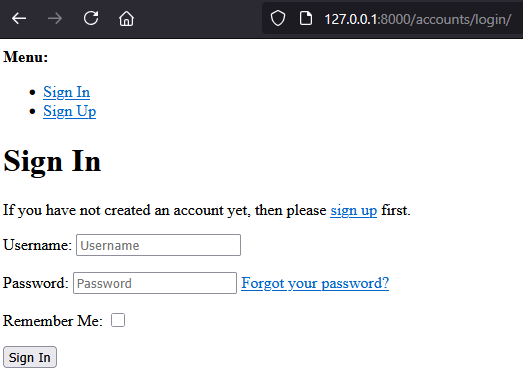 127.0.0.1:8000/accounts/login/
Menu:
Sign In
Sign Up
Sign In
If you have not created an account yet, then please sign up first.
Username: Username
Password: Password Forgot your password?
Remember Me:
Sign In